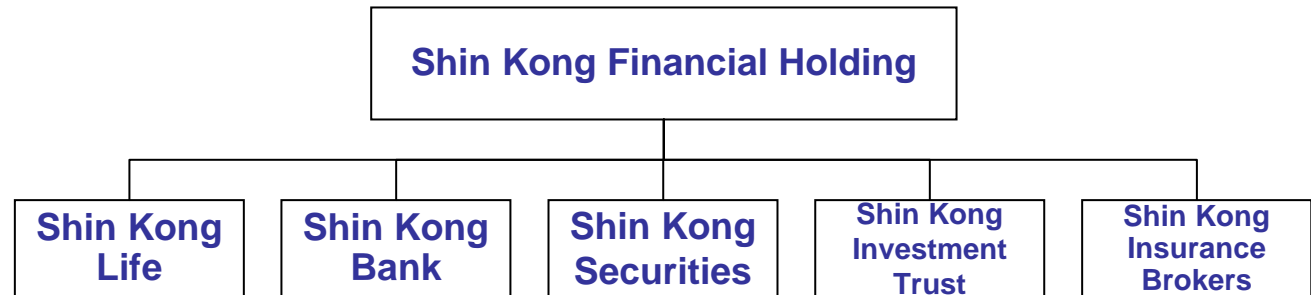 Shin Kong Financial Holding
Shin Kong
Life
Shin Kong
Bank
Shin Kong
Securities
Shin Kong
Investment
Trust
Shin Kong
Insurance
Brokers